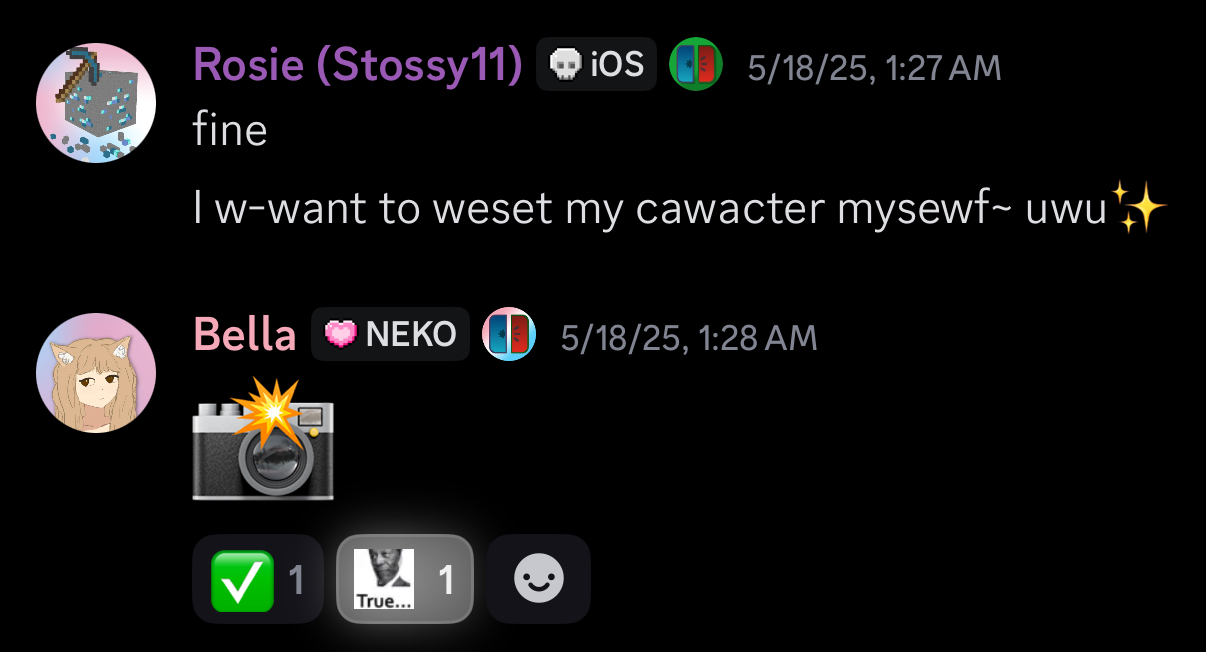 Rosie (Stossy11) iOS 5/18/25, 1:27 AM
fine
I w-want to weset my cawacter mysewf~ uwu✨
Bella NEKO 5/18/25, 1:28 AM
📸
✅ 1 True... 1